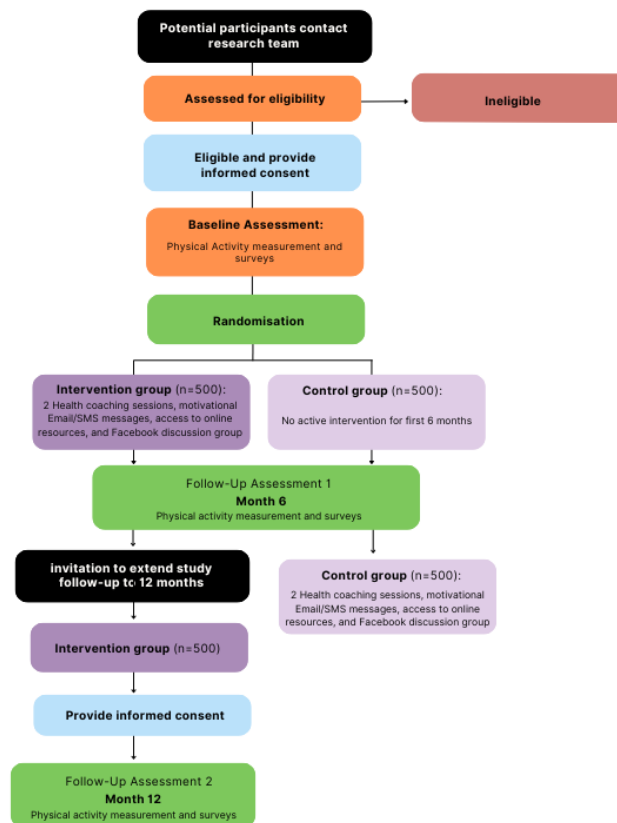 Potential participants contact
research team
Assessed for eligibility
Ineligible
Eligible and provide
informed consent
Baseline Assessment:
Physical Activity measurement and
surveys
Randomisation
Intervention group (n=500):
2 Health coaching sessions, motivational
Email/SMS messages, access to online
resources, and Facebook discussion group
Control group (n=500):
No active intervention for first 6 months
Follow-Up Assessment 1
Month 6
Physical activity measurement and surveys
invitation to extend study
follow-up to 12 months
Control group (n=500):
2 Health coaching sessions, motivational
Email/SMS messages, access to online
resources, and Facebook discussion group
Intervention group (n=500)
Provide informed consent
Follow-Up Assessment 2
Month 12
Physical activity measurement and surveys